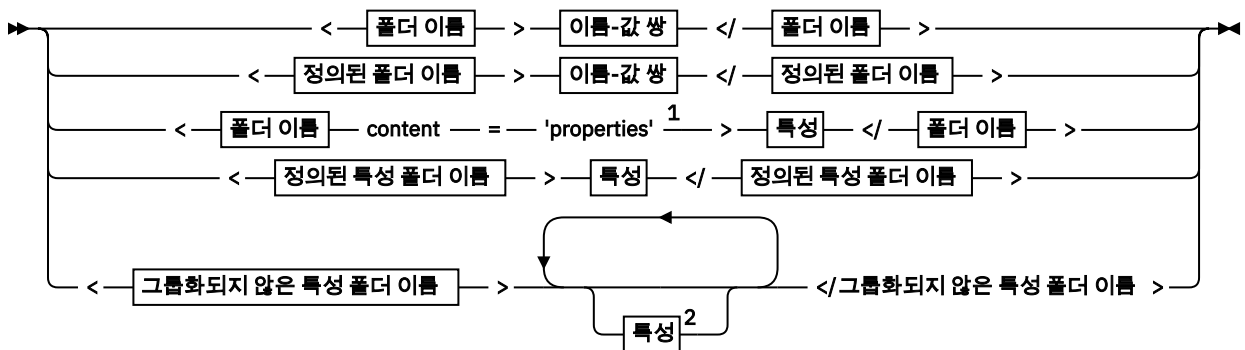 < 폴더 이름 > 이름-값 쌍 </ 폴더 이름 >
< 정의된 폴더 이름 > 이름-값 쌍 </ 정의된 폴더 이름 >
< 폴더 이름 content = 'properties' 1 > 특성 </ 폴더 이름 >
< 정의된 특성 폴더 이름 > 특성 </ 정의된 특성 폴더 이름 >
< 그룹화되지 않은 특성 폴더 이름 > </그룹화되지 않은 특성 폴더 이름 >
특성 2